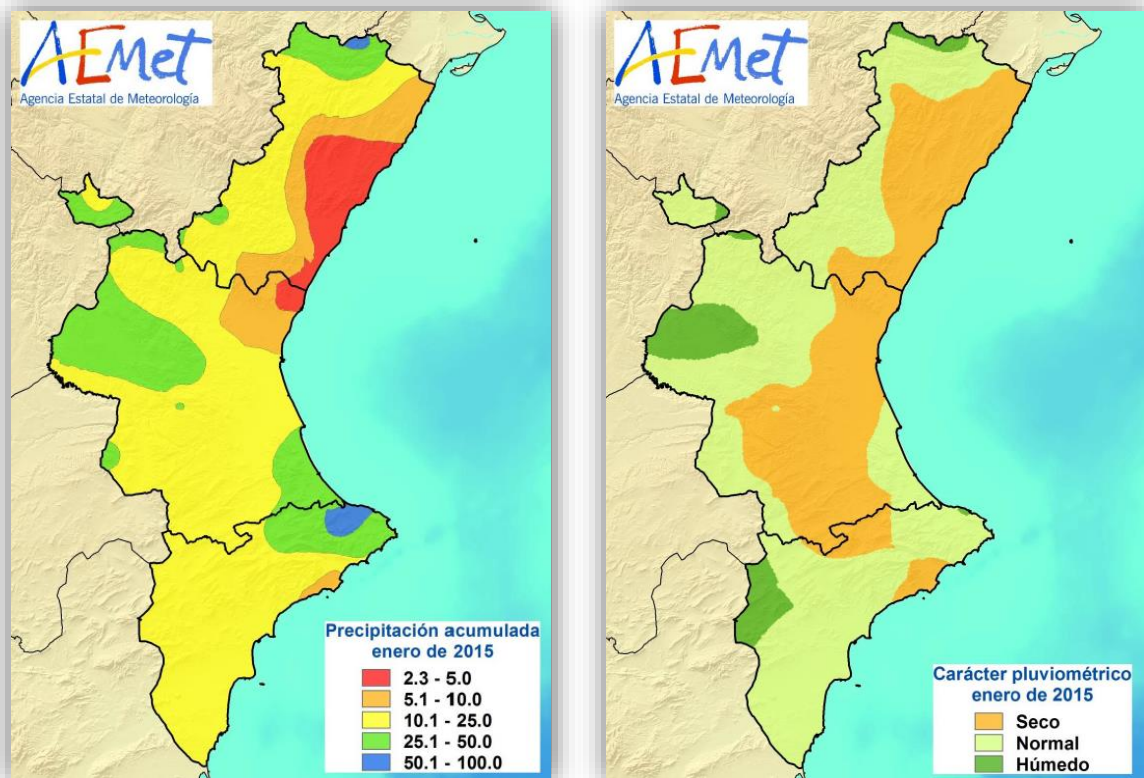 AEMet
Agencia Estatal de Meteorología
Precipitación acumulada
enero de 2015
2.3 - 5.0
5.1 - 10.0
10.1 - 25.0
25.1 - 50.0
50.1 - 100.0
AEMet
Agencia Estatal de Meteorología
Carácter pluviométrico
enero de 2015
Seco
Normal
Húmedo